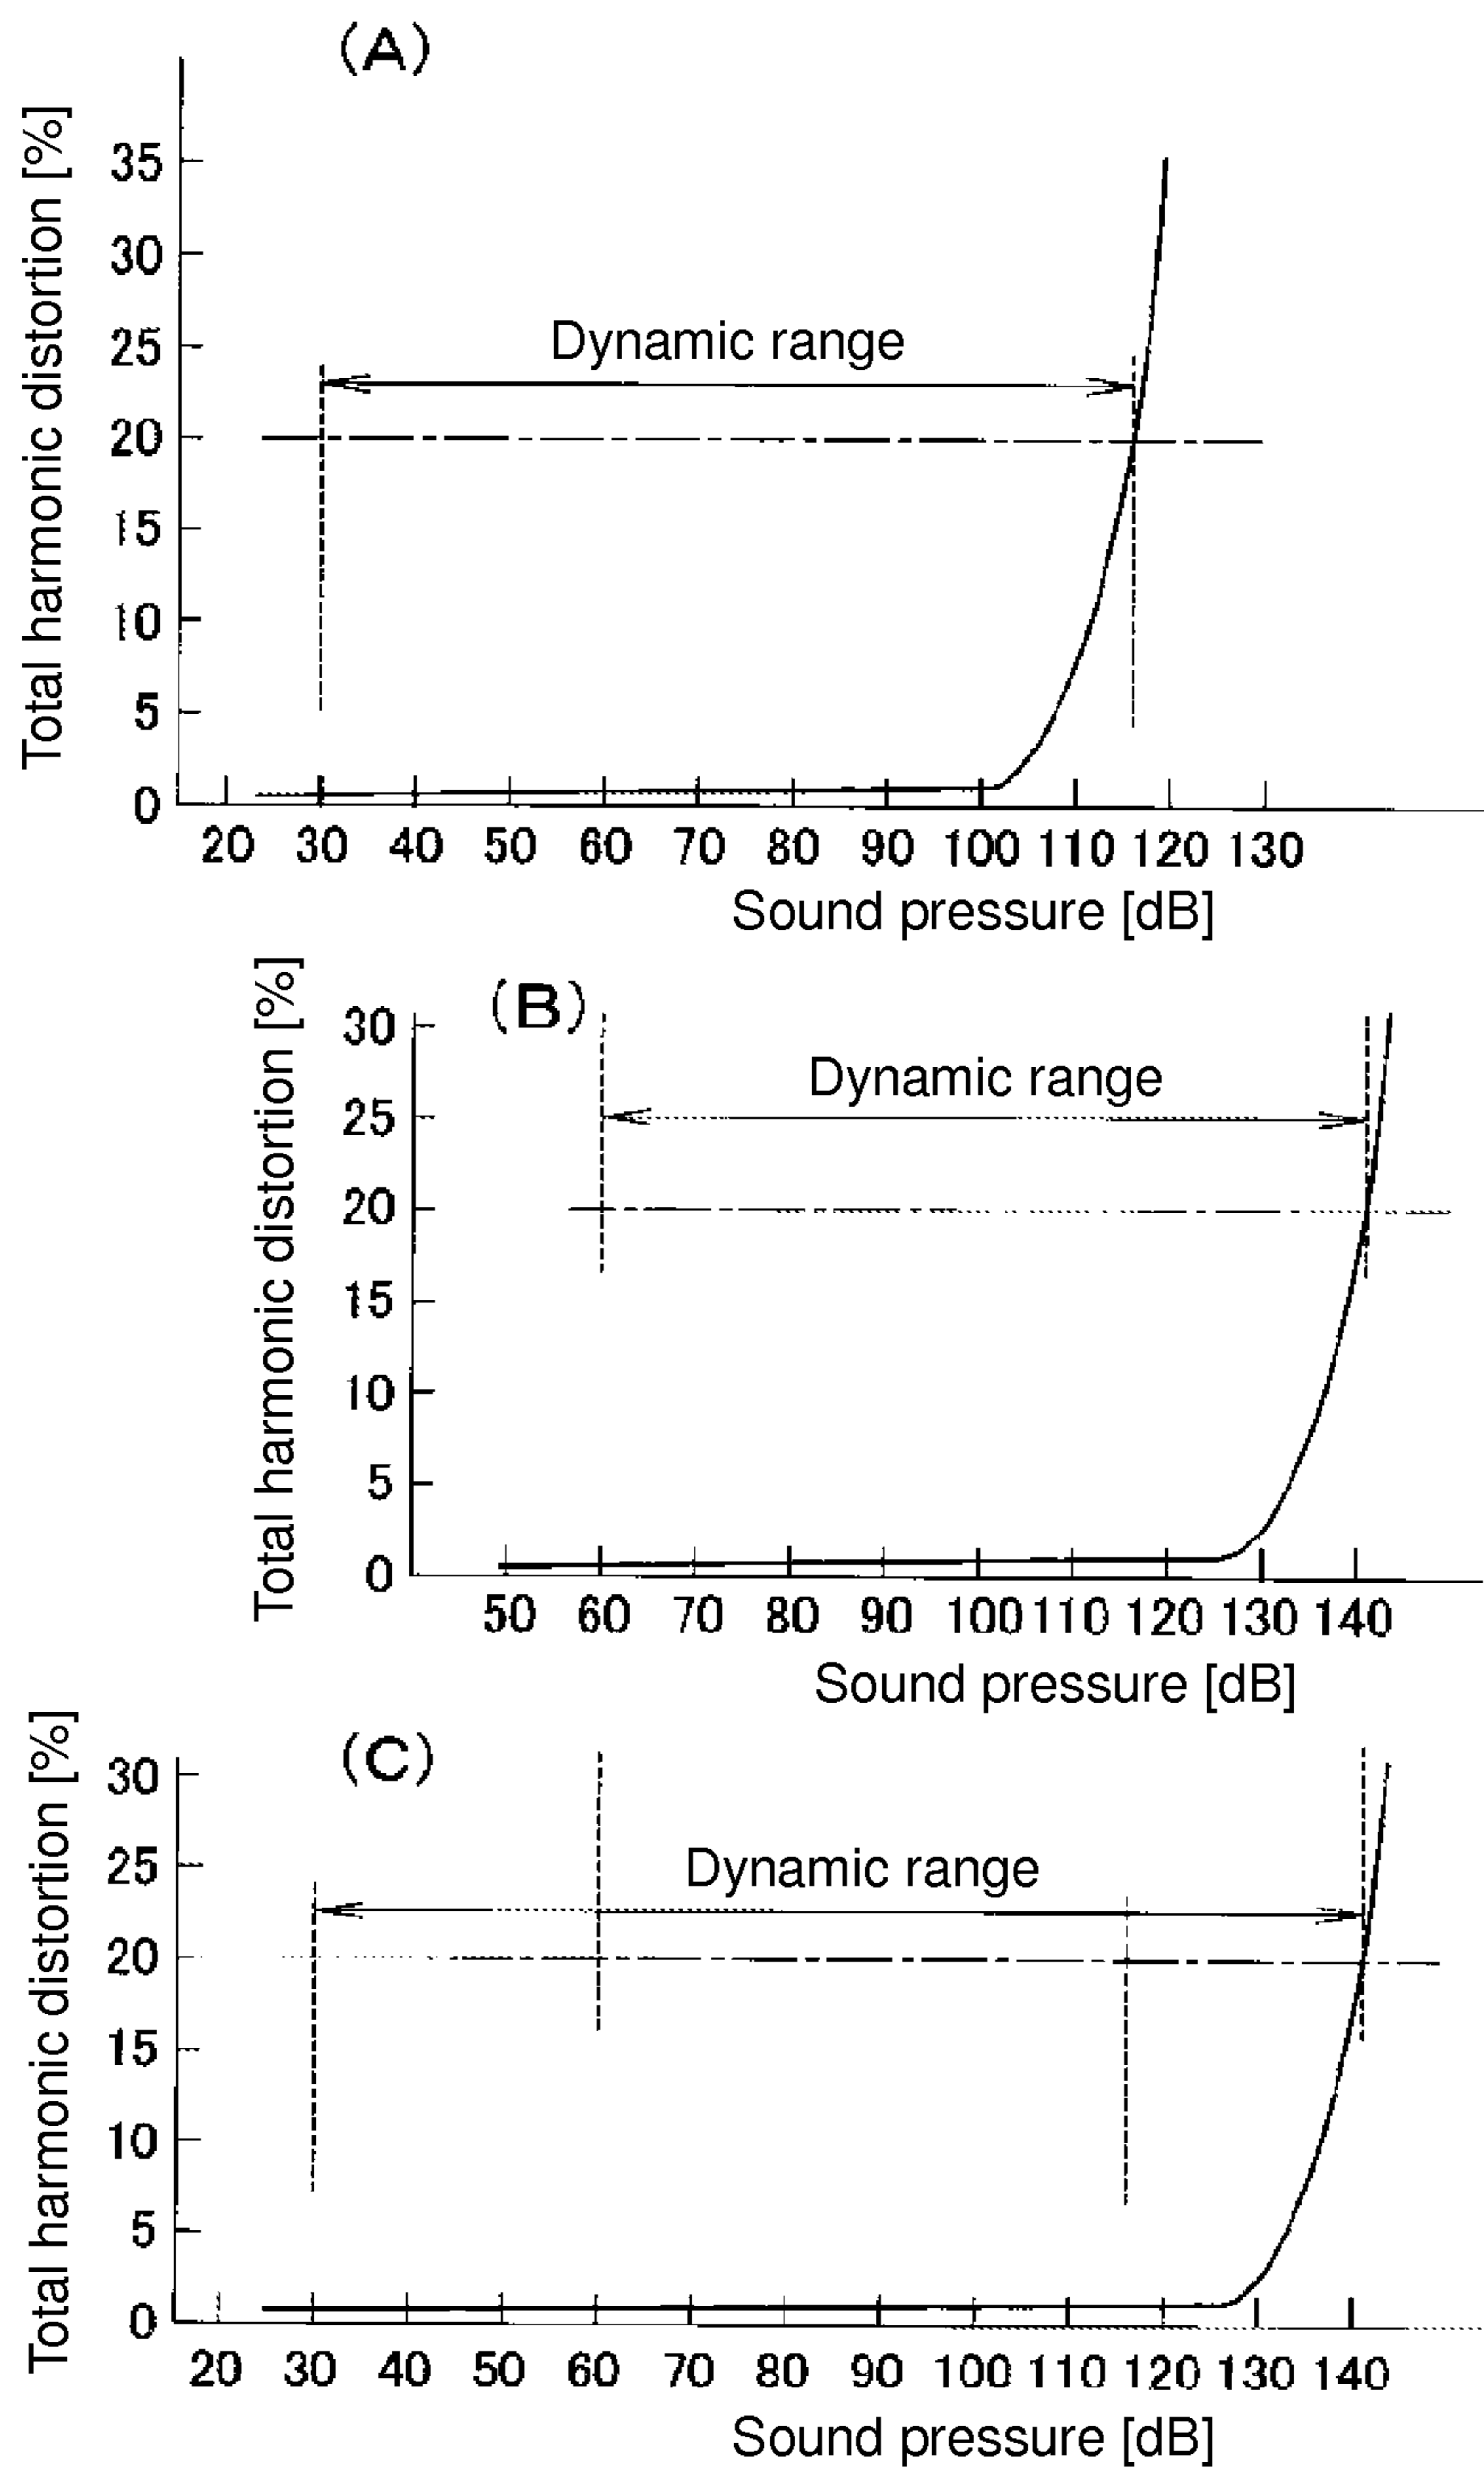 (A)
Total harmonic distortion [%]
35
30
25
20
15
10
5
0
Dynamic range
20 30 40 50 60 70 80 90 100 110 120 130
Sound pressure [dB]
(B)
Total harmonic distortion [%]
30
25
20
15
10
5
0
Dynamic range
50 60 70 80 90 100 110 120 130 140
Sound pressure [dB]
(C)
Total harmonic distortion [%]
30
25
20
15
10
5
0
Dynamic range
20 30 40 50 60 70 80 90 100 110 120 130 140
Sound pressure [dB]